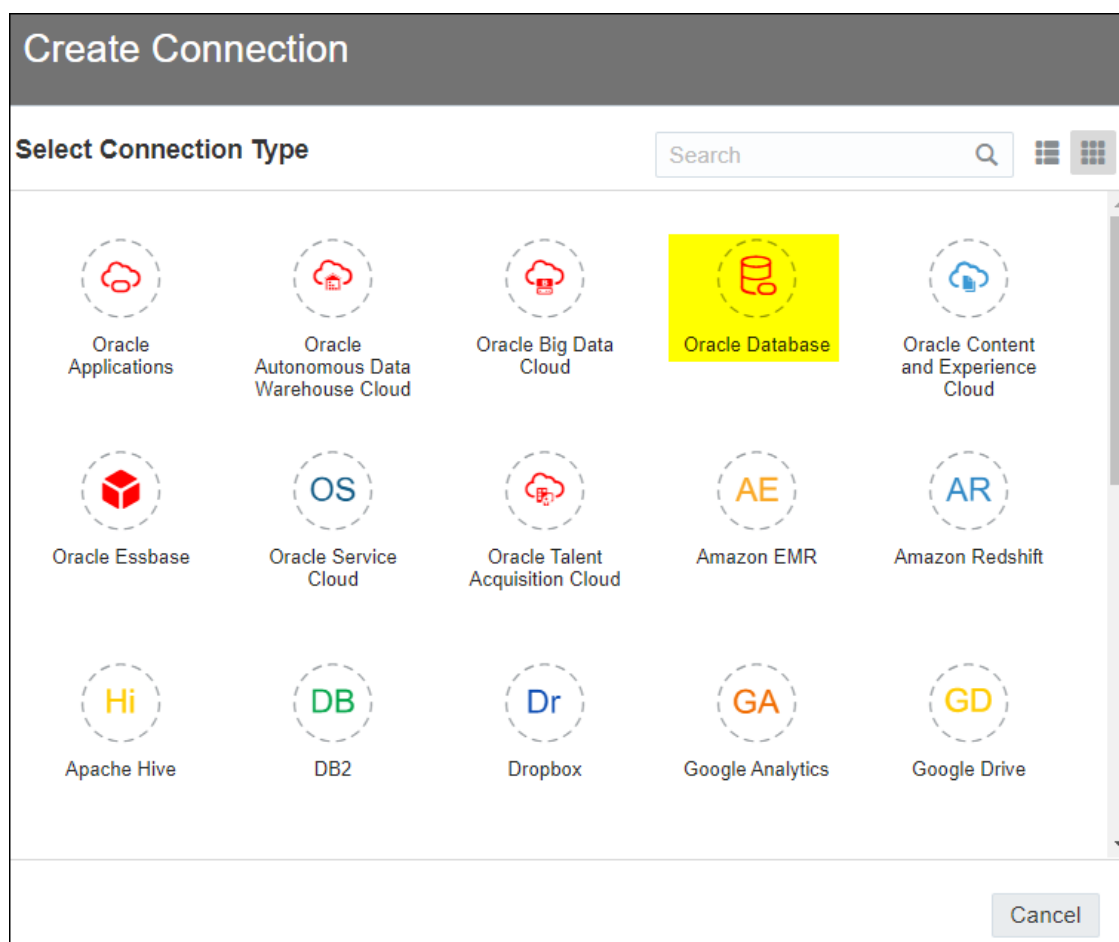 Create Connection
Select Connection Type
Search
Oracle
Applications
Oracle
Autonomous Data
Warehouse Cloud
Oracle Big Data
Cloud
Oracle Database
Oracle Content
and Experience
Cloud
Oracle Essbase
OS
Oracle Service
Cloud
Oracle Talent
Acquisition Cloud
AE
Amazon EMR
AR
Amazon Redshift
Hi
Apache Hive
DB
DB2
Dr
Dropbox
GA
Google Analytics
GD
Google Drive
Cancel